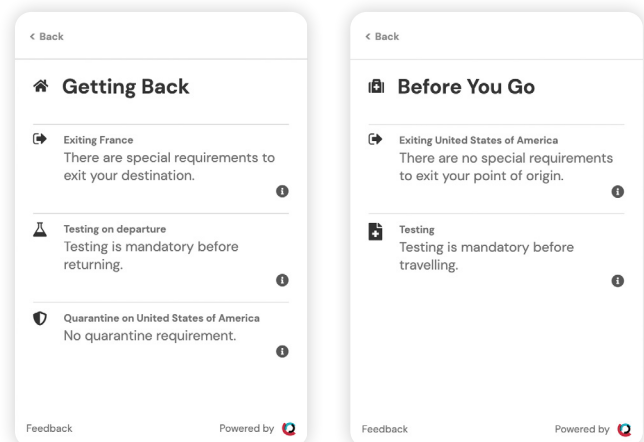 < Back
Getting Back
Exiting France
There are special requirements to
exit your destination.
Testing on departure
Testing is mandatory before
returning.
Quarantine on United States of America
No quarantine requirement.
Feedback
Powered by
< Back
Before You Go
Exiting United States of America
There are no special requirements
to exit your point of origin.
Testing
Testing is mandatory before
travelling.
Feedback
Powered by